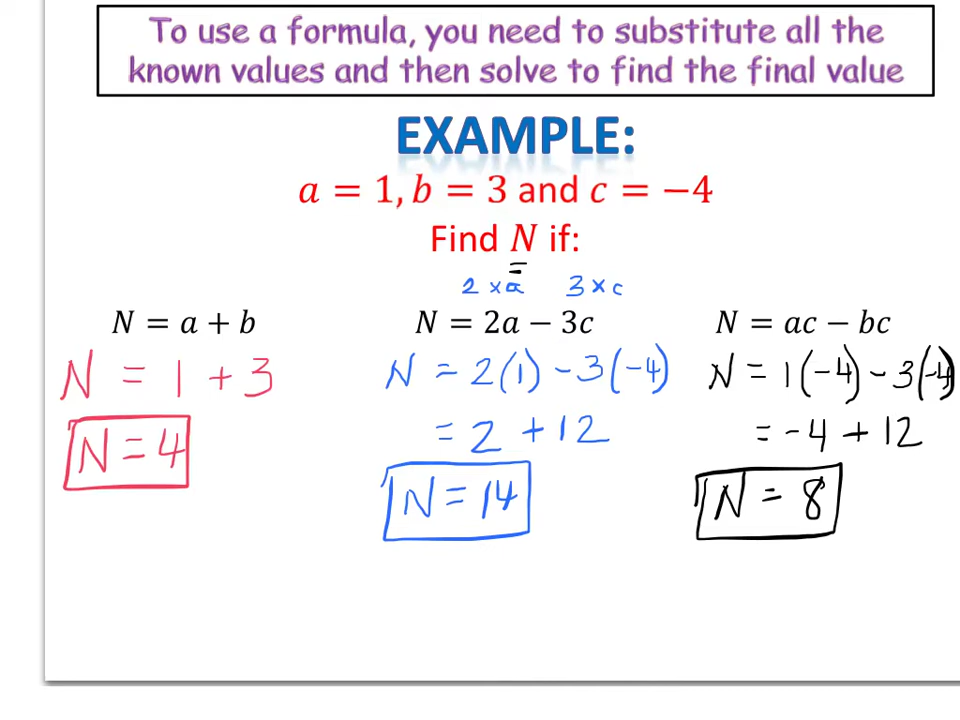 To use a formula, you need to substitute all the
known values and then solve to find the final value
EXAMPLE:
a = 1, b = 3 and c = −4
Find N if:
2 × a 3 × c
N = a + b
N = 1 + 3
N = 4
N = 2a − 3c
N = 2(1) − 3(−4)
= 2 + 12
N = 14
N = ac − bc
N = 1(−4) − 3(−4)
= −4 + 12
N = 8